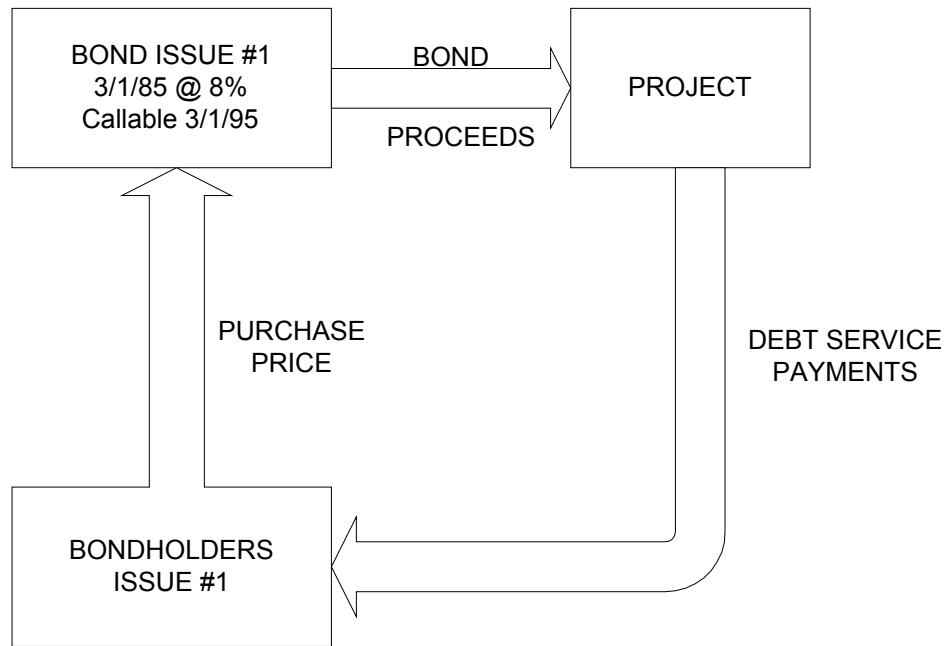 BOND ISSUE #1
3/1/85 @ 8%
Callable 3/1/95
BOND
PROCEEDS
PROJECT
PURCHASE
PRICE
DEBT SERVICE
PAYMENTS
BONDHOLDERS
ISSUE #1